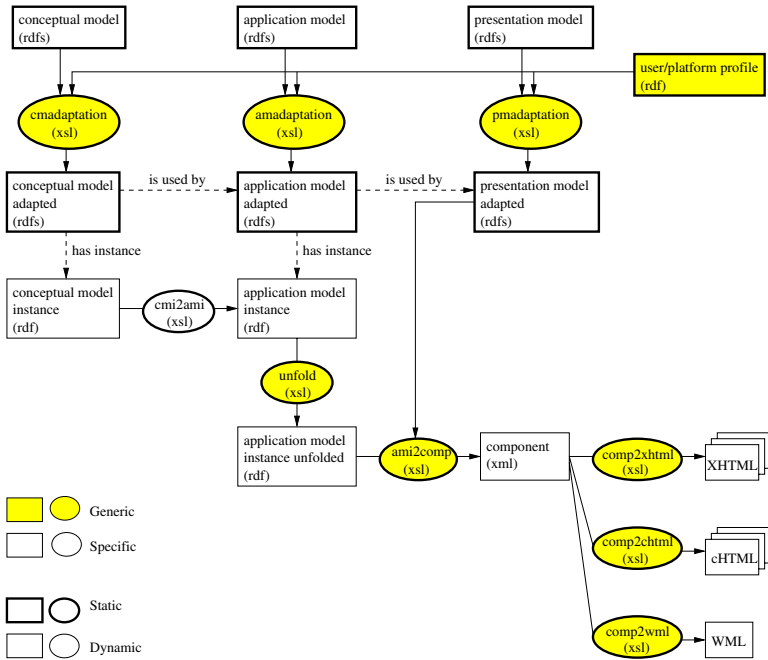 conceptual model
(rdfs)
application model
(rdfs)
presentation model
(rdfs)
user/platform profile
(rdf)
cmadaptation
(xsl)
amadaptation
(xsl)
pmadaptation
(xsl)
conceptual model
adapted
(rdfs)
is used by
application model
adapted
(rdfs)
is used by
presentation model
adapted
(rdfs)
has instance
has instance
conceptual model
instance
(rdf)
cmi2ami
(xsl)
application model
instance
(rdf)
unfold
(xsl)
application model
instance unfolded
(rdf)
ami2comp
(xsl)
component
(xml)
comp2xhtml
(xsl)
XHTML
comp2chtml
(xsl)
cHTML
comp2wml
(xsl)
WML
Generic
Specific
Static
Dynamic